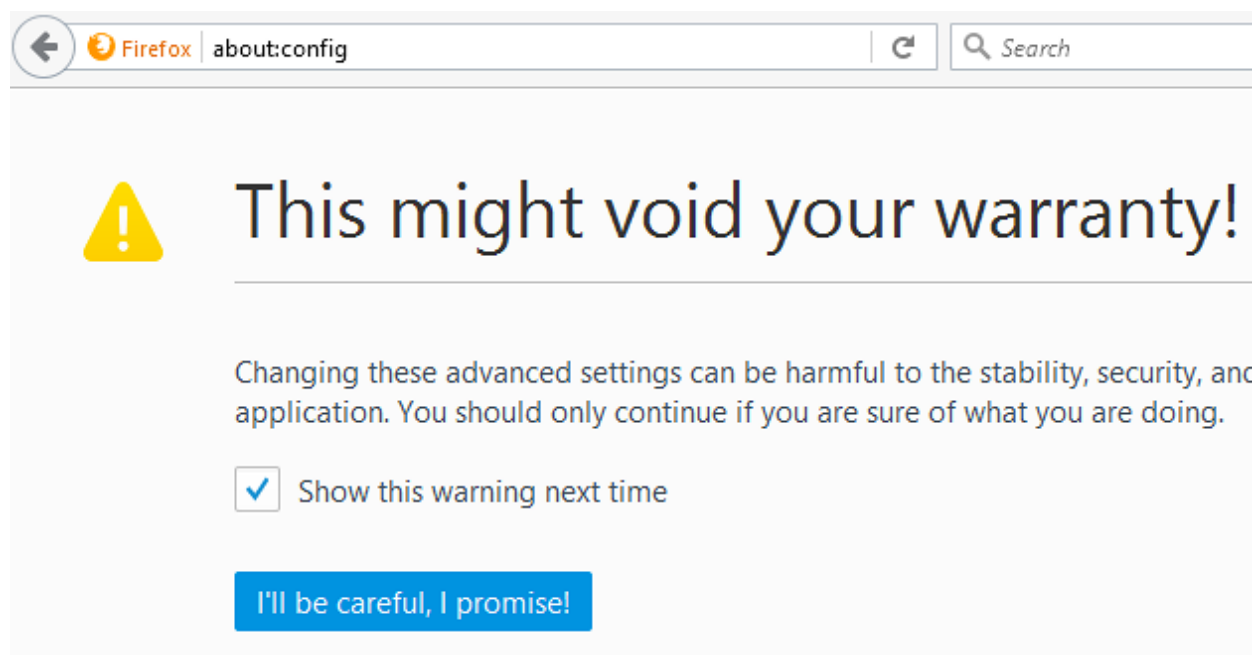 Firefox about:config Search
This might void your warranty!
Changing these advanced settings can be harmful to the stability, security, and
application. You should only continue if you are sure of what you are doing.
Show this warning next time
I'll be careful, I promise!